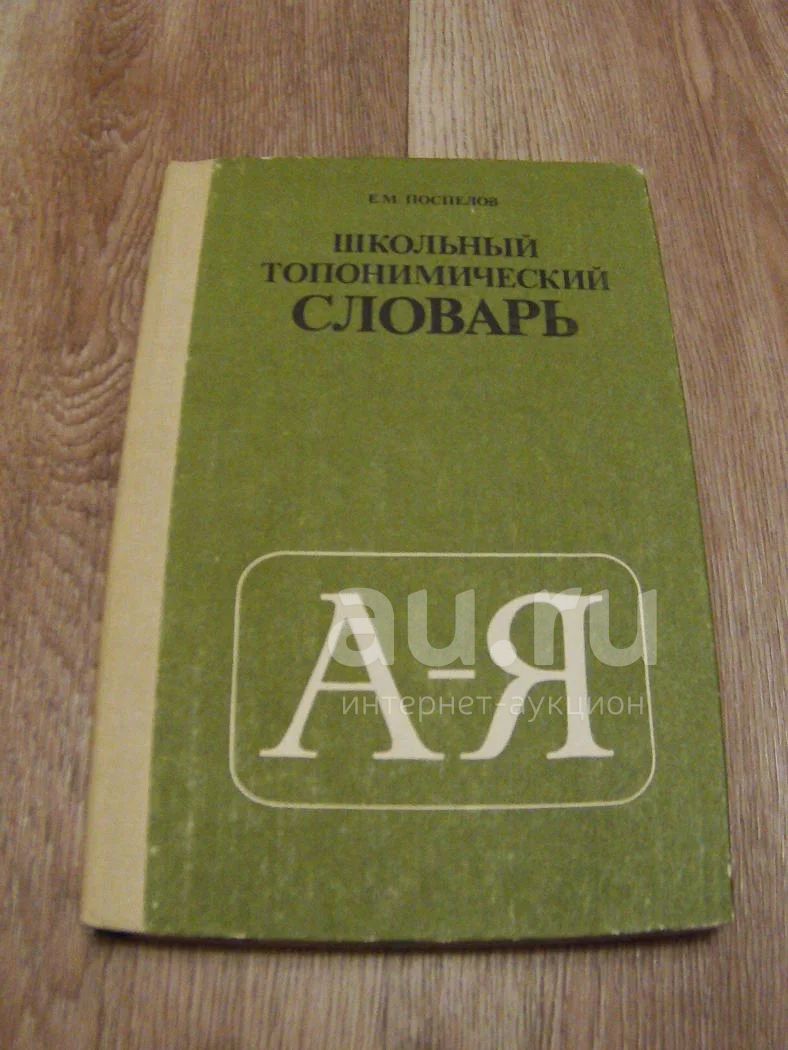 Е.М. ПОСПЕЛОВ
ШКОЛЬНЫЙ
ТОПОНИМИЧЕСКИЙ
СЛОВАРЬ
А-Я
au.ru
интернет-аукцион